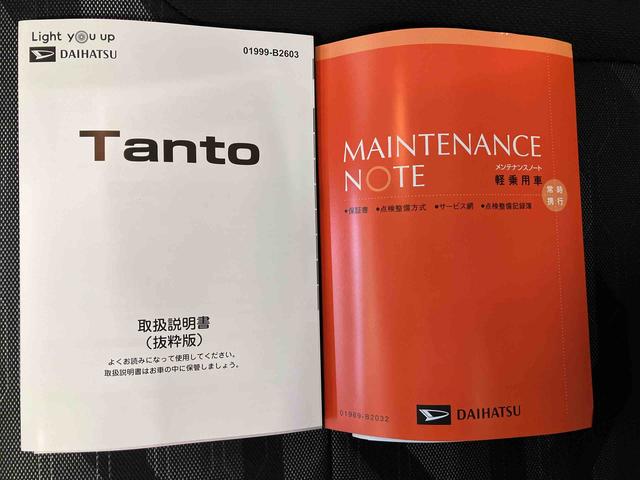 Light you up
DAIHATSU
01999-B2603
Tanto
取扱説明書
（抜粋版）
よくお読みになって使用してください。
取扱説明書はお車の中に保管しましょう。
MAINTENANCE
NOTE
メンテナンスノート
軽乗用車
常時
携行
●保証書 ●点検整備方式 ●サービス網 ●点検整備記録簿
01989-B2032
DAIHATSU